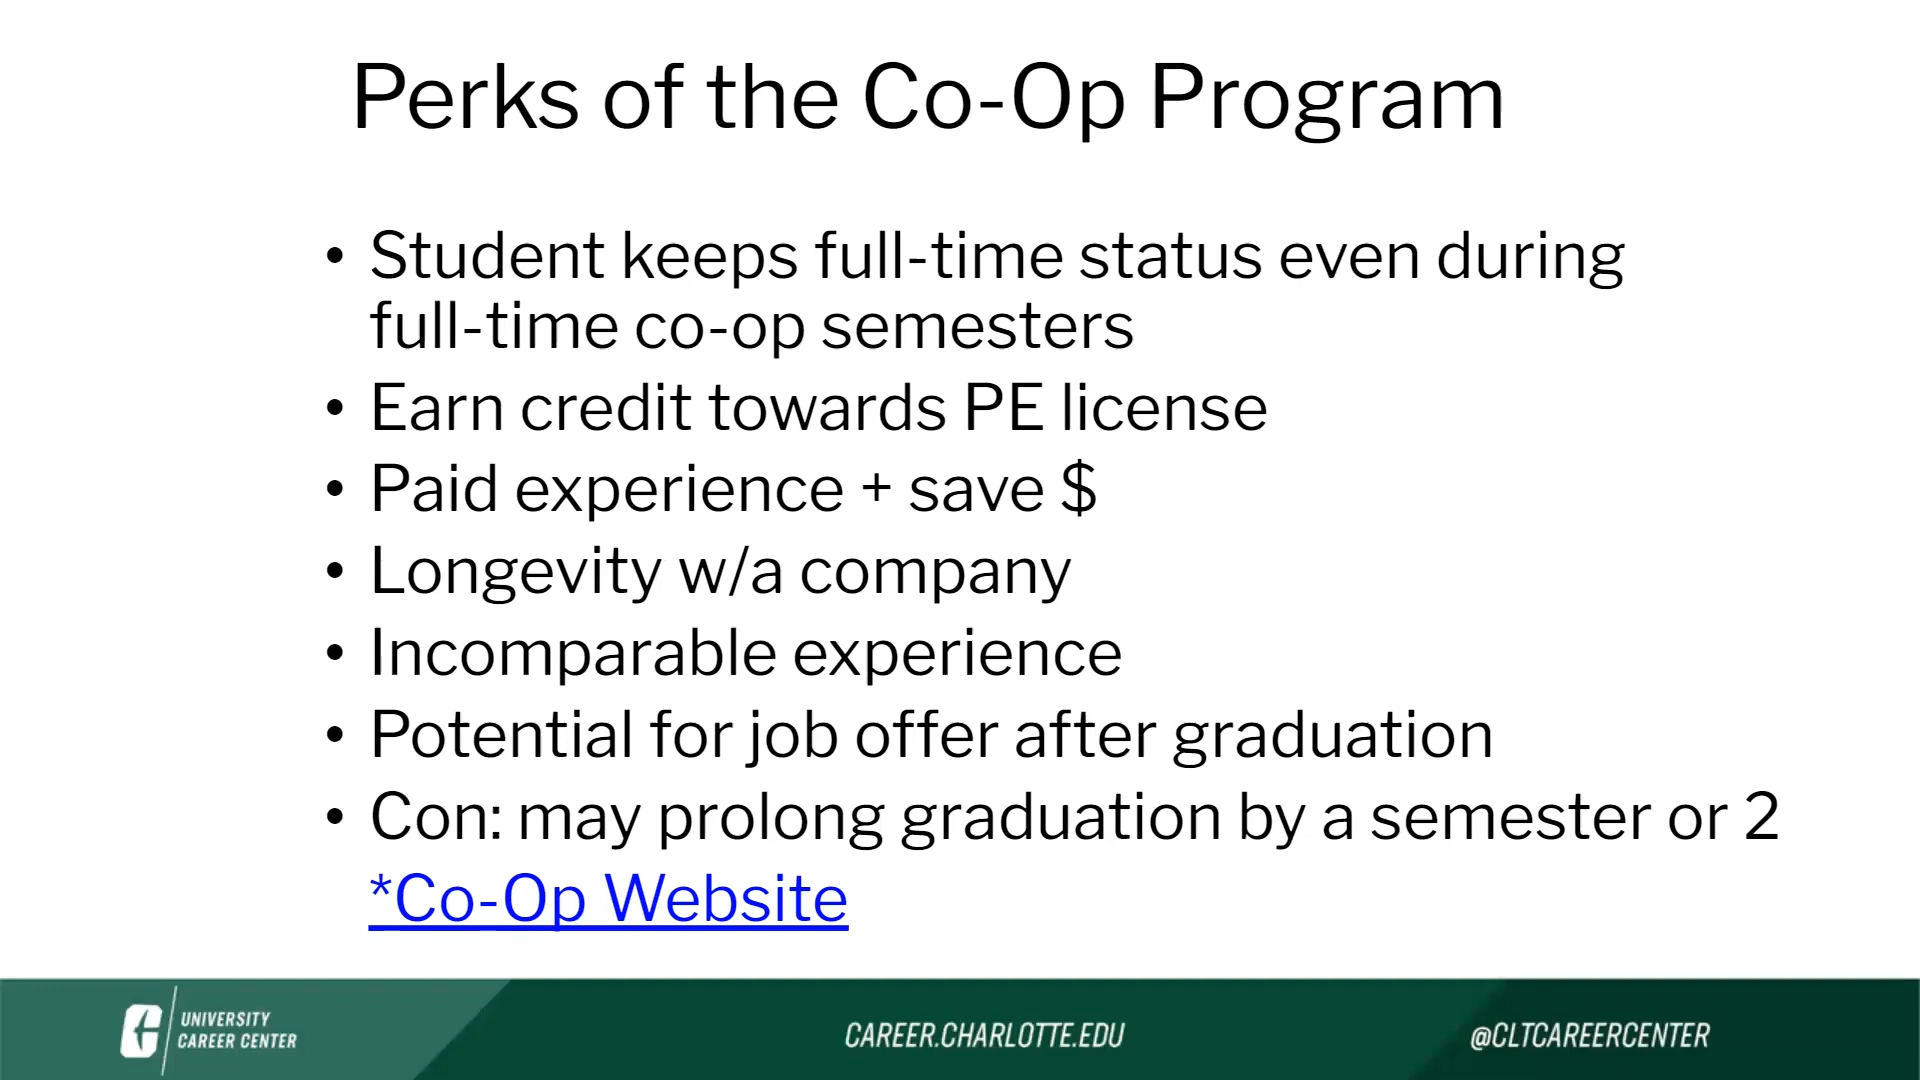 Perks of the Co-Op Program
• Student keeps full-time status even during
full-time co-op semesters
• Earn credit towards PE license
• Paid experience + save $
• Longevity w/a company
• Incomparable experience
• Potential for job offer after graduation
• Con: may prolong graduation by a semester or 2
*Co-Op Website
UNIVERSITY
CAREER CENTER
CAREER.CHARLOTTE.EDU
@CLTCAREERCENTER